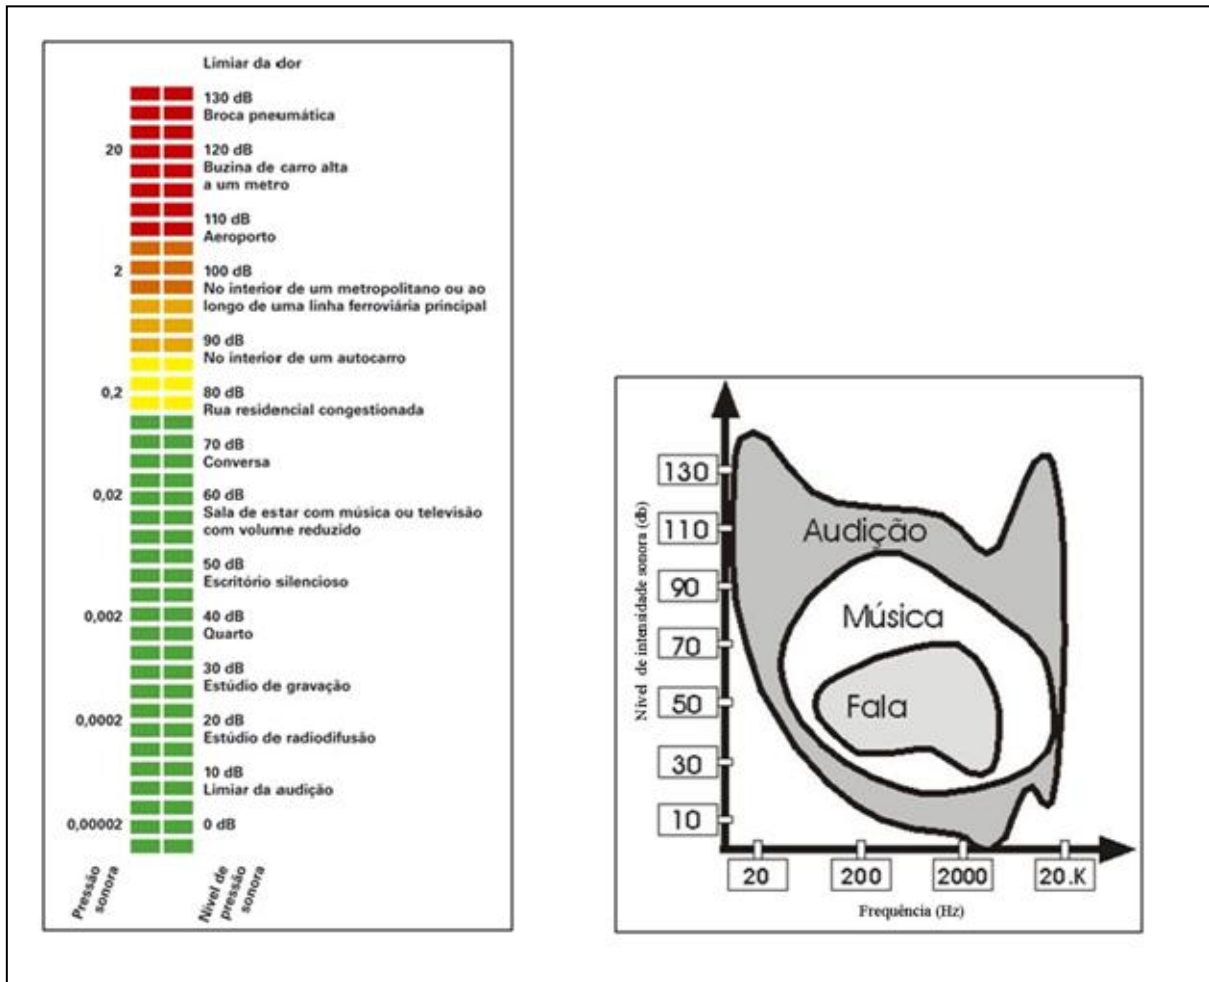 Limiar da dor
130 dB
Broca pneumática
20
120 dB
Buzina de carro alta
a um metro
110 dB
Aeroporto
2
100 dB
No interior de um metropolitano ou ao
longo de uma linha ferroviária principal
90 dB
No interior de um autocarro
0,2
80 dB
Rua residencial congestionada
70 dB
Conversa
0,02
60 dB
Sala de estar com música ou televisão
com volume reduzido
50 dB
Escritório silencioso
0,002
40 dB
Quarto
30 dB
Estúdio de gravação
0,0002
20 dB
Estúdio de radiodifusão
10 dB
Limiar da audição
0,00002
0 dB
Pressão
sonora
Nível de
pressão
sonora
Nível de intensidade sonora (db)
130
110
90
70
50
30
10
Audição
Música
Fala
20
200
2000
20.K
Frequência (Hz)